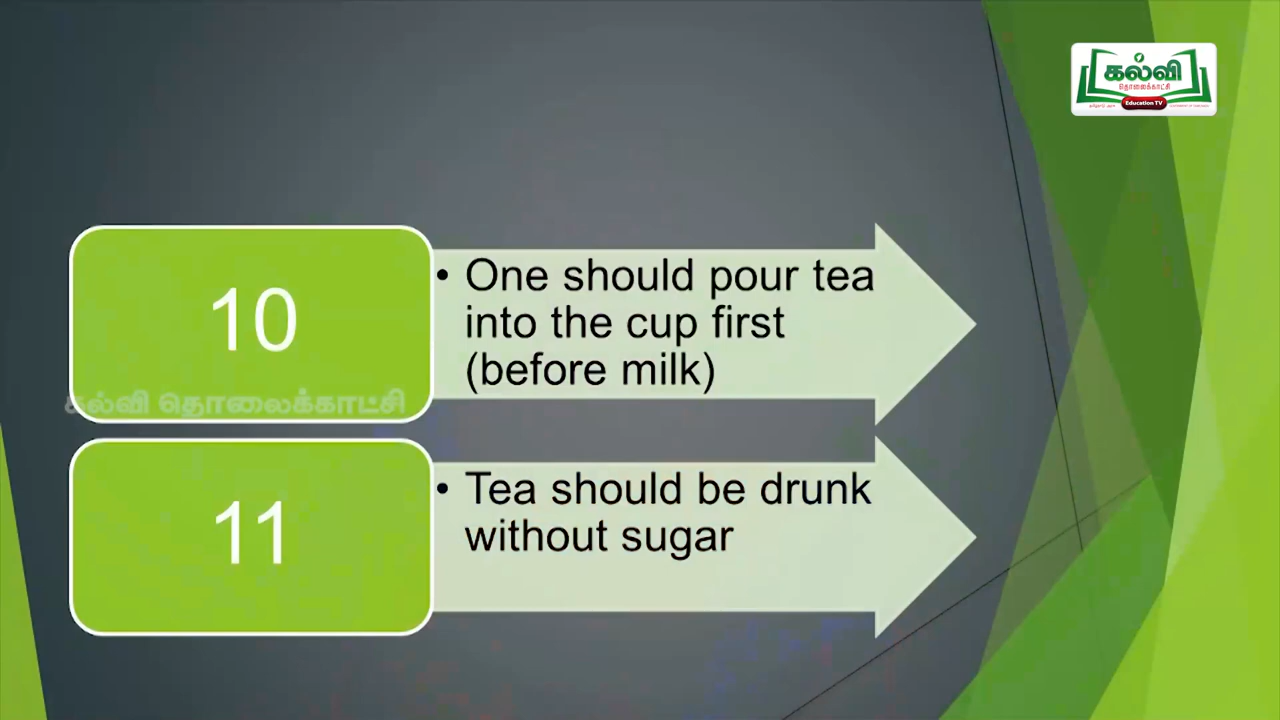 கல்வி
தொலைக்காட்சி
Education TV
10
• One should pour tea
into the cup first
(before milk)
கல்வி தொலைக்காட்சி
11
• Tea should be drunk
without sugar